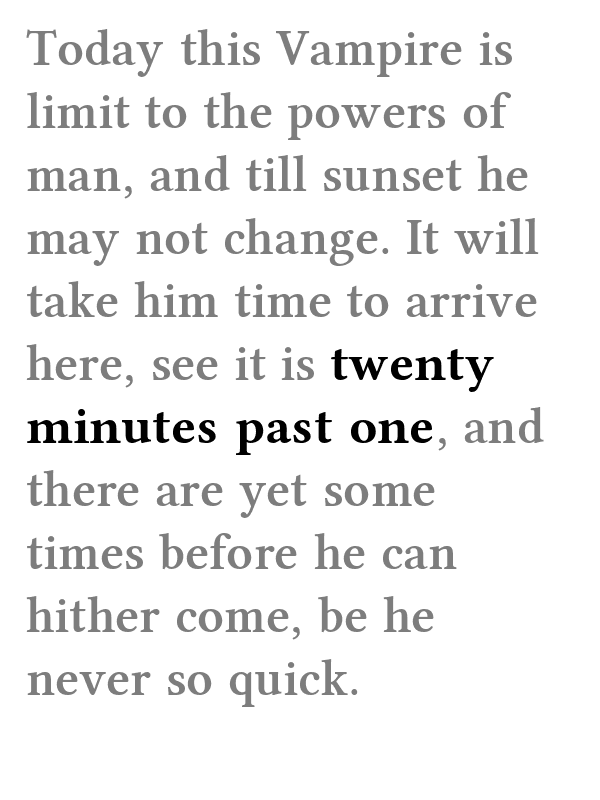 Today this Vampire is
limit to the powers of
man, and till sunset he
may not change. It will
take him time to arrive
here, see it is twenty
minutes past one, and
there are yet some
times before he can
hither come, be he
never so quick.